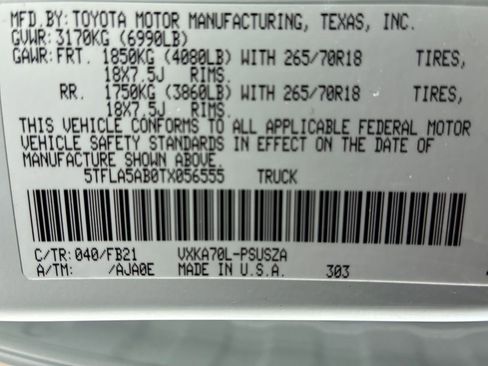 MFD.BY: TOYOTA MOTOR MANUFACTURING, TEXAS, INC.
GVWR: 3170KG (6990LB)
GAWR: FRT. 1850KG (4080LB) WITH 265/70R18 TIRES,
18X7.5J RIMS.
RR. 1750KG (3860LB) WITH 265/70R18 TIRES,
18X7.5J RIMS.
THIS VEHICLE CONFORMS TO ALL APPLICABLE FEDERAL MOTOR
VEHICLE SAFETY STANDARDS IN EFFECT ON THE DATE OF
MANUFACTURE SHOWN ABOVE.
5TFLA5AB0TX056555 TRUCK
C/TR: 040/FB21 VXKA70L-PSUSZA
A/TM: /AJA0E MADE IN U.S.A. 303